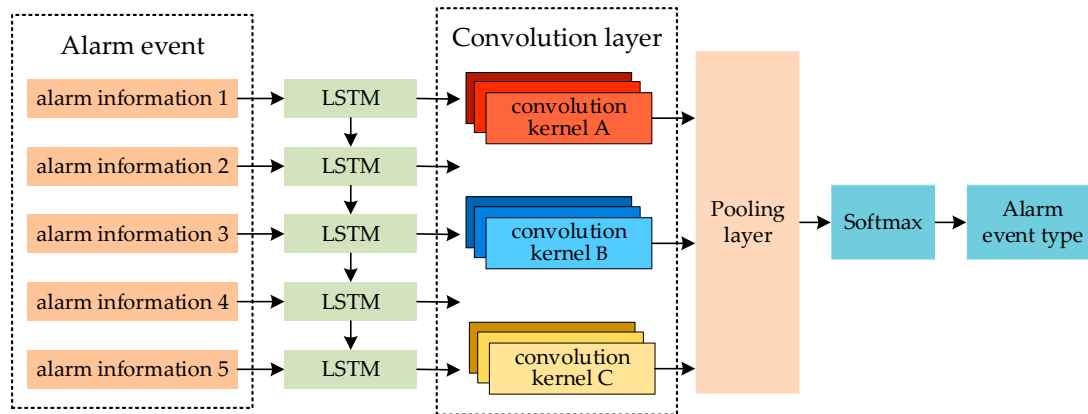 Alarm event
alarm information 1
alarm information 2
alarm information 3
alarm information 4
alarm information 5
LSTM
LSTM
LSTM
LSTM
LSTM
Convolution layer
convolution
kernel A
convolution
kernel B
convolution
kernel C
Pooling
layer
Softmax
Alarm
event type